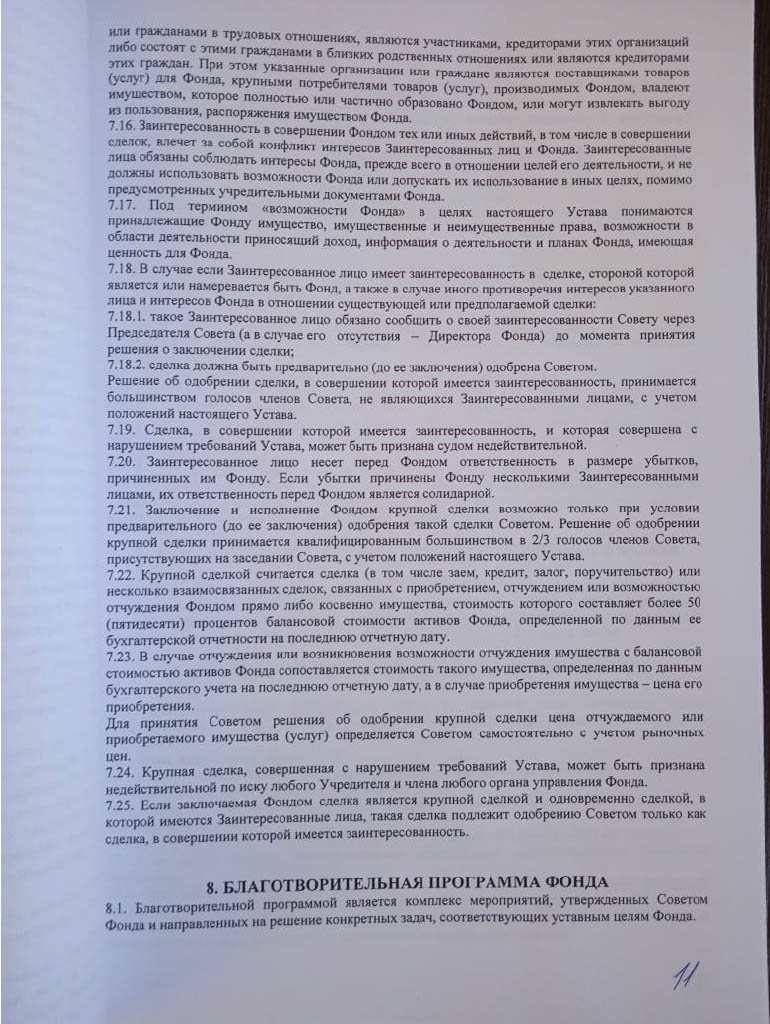 или гражданами в трудовых отношениях, являются участниками, кредиторами этих организаций
либо состоят с этими гражданами в близких родственных отношениях или являются кредиторами
этих граждан. При этом указанные организации или граждане являются поставщиками товаров
(услуг) для Фонда, крупными потребителями товаров (услуг), производимых Фондом, владеют
имуществом, которое полностью или частично образовано Фондом, или могут извлекать выгоду
из пользования, распоряжения имуществом Фонда.
7.16. Заинтересованность в совершении Фондом тех или иных действий, в том числе в совершении
сделок, влечет за собой конфликт интересов Заинтересованных лиц и Фонда. Заинтересованные
лица обязаны соблюдать интересы Фонда, прежде всего в отношении целей его деятельности, и не
должны использовать возможности Фонда или допускать их использование в иных целях, помимо
предусмотренных учредительными документами Фонда.
7.17. Под термином «возможности Фонда» в целях настоящего Устава понимаются
принадлежащие Фонду имущество, имущественные и неимущественные права, возможности в
области деятельности приносящий доход, информация о деятельности и планах Фонда, имеющая
ценность для Фонда.
7.18. В случае если Заинтересованное лицо имеет заинтересованность в сделке, стороной которой
является или намеревается быть Фонд, а также в случае иного противоречия интересов указанного
лица и интересов Фонда в отношении существующей или предполагаемой сделки:
7.18.1. такое Заинтересованное лицо обязано сообщить о своей заинтересованности Совету через
Председателя Совета (а в случае его отсутствия – Директора Фонда) до момента принятия
решения о заключении сделки;
7.18.2. сделка должна быть предварительно (до ее заключения) одобрена Советом.
Решение об одобрении сделки, в совершении которой имеется заинтересованность, принимается
большинством голосов членов Совета, не являющихся Заинтересованными лицами, с учетом
положений настоящего Устава.
7.19. Сделка, в совершении которой имеется заинтересованность, и которая совершена с
нарушением требований Устава, может быть признана судом недействительной.
7.20. Заинтересованное лицо несет перед Фондом ответственность в размере убытков,
причиненных им Фонду. Если убытки причинены Фонду несколькими Заинтересованными
лицами, их ответственность перед Фондом является солидарной.
7.21. Заключение и исполнение Фондом крупной сделки возможно только при условии
предварительного (до ее заключения) одобрения такой сделки Советом. Решение об одобрении
крупной сделки принимается квалифицированным большинством в 2/3 голосов членов Совета,
присутствующих на заседании Совета, с учетом положений настоящего Устава.
7.22. Крупной сделкой считается сделка (в том числе заем, кредит, залог, поручительство) или
несколько взаимосвязанных сделок, связанных с приобретением, отчуждением или возможностью
отчуждения Фондом прямо либо косвенно имущества, стоимость которого составляет более 50
(пятидесяти) процентов балансовой стоимости активов Фонда, определенной по данным ее
бухгалтерской отчетности на последнюю отчетную дату.
7.23. В случае отчуждения или возникновения возможности отчуждения имущества с балансовой
стоимостью активов Фонда сопоставляется стоимость такого имущества, определенная по данным
бухгалтерского учета на последнюю отчетную дату, а в случае приобретения имущества – цена его
приобретения.
Для принятия Советом решения об одобрении крупной сделки цена отчуждаемого или
приобретаемого имущества (услуг) определяется Советом самостоятельно с учетом рыночных
цен.
7.24. Крупная сделка, совершенная с нарушением требований Устава, может быть признана
недействительной по иску любого Учредителя и члена любого органа управления Фонда.
7.25. Если заключаемая Фондом сделка является крупной сделкой и одновременно сделкой, в
которой имеются Заинтересованные лица, такая сделка подлежит одобрению Советом только как
сделка, в совершении которой имеется заинтересованность.
8. БЛАГОТВОРИТЕЛЬНАЯ ПРОГРАММА ФОНДА
8.1. Благотворительной программой является комплекс мероприятий, утвержденных Советом
Фонда и направленных на решение конкретных задач, соответствующих уставным целям Фонда.
11